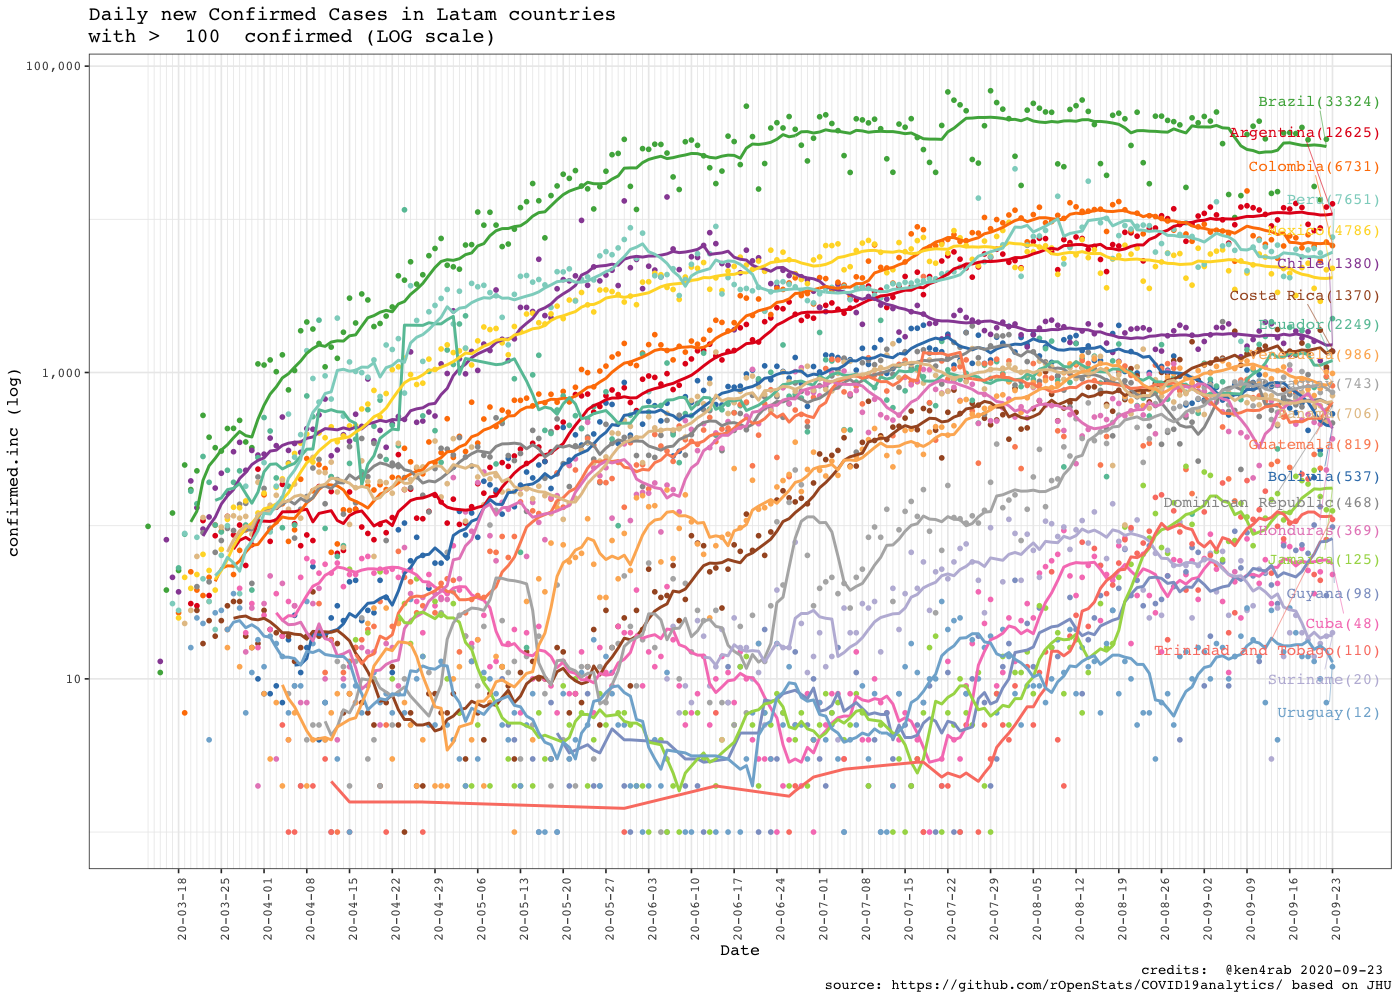 Daily new Confirmed Cases in Latam countries
with >  100  confirmed (LOG scale)
100,000
1,000
10
confirmed.inc (log)
Brazil(33324)
Argentina(12625)
Colombia(6731)
Peru(7651)
Mexico(4786)
Chile(1380)
Costa Rica(1370)
Ecuador(2249)
(986)
(743)
(706)
Guatemala(819)
Bolivia(537)
Dominican Republic(468)
Honduras(369)
Jamaica(125)
Guyana(98)
Cuba(48)
Trinidad and Tobago(110)
Suriname(20)
Uruguay(12)
20-03-18
20-03-25
20-04-01
20-04-08
20-04-15
20-04-22
20-04-29
20-05-06
20-05-13
20-05-20
20-05-27
20-06-03
20-06-10
20-06-17
20-06-24
20-07-01
20-07-08
20-07-15
20-07-22
20-07-29
20-08-05
20-08-12
20-08-19
20-08-26
20-09-02
20-09-09
20-09-16
20-09-23
Date
credits:  @ken4rab 2020-09-23
source: https://github.com/rOpenStats/COVID19analytics/ based on JHU